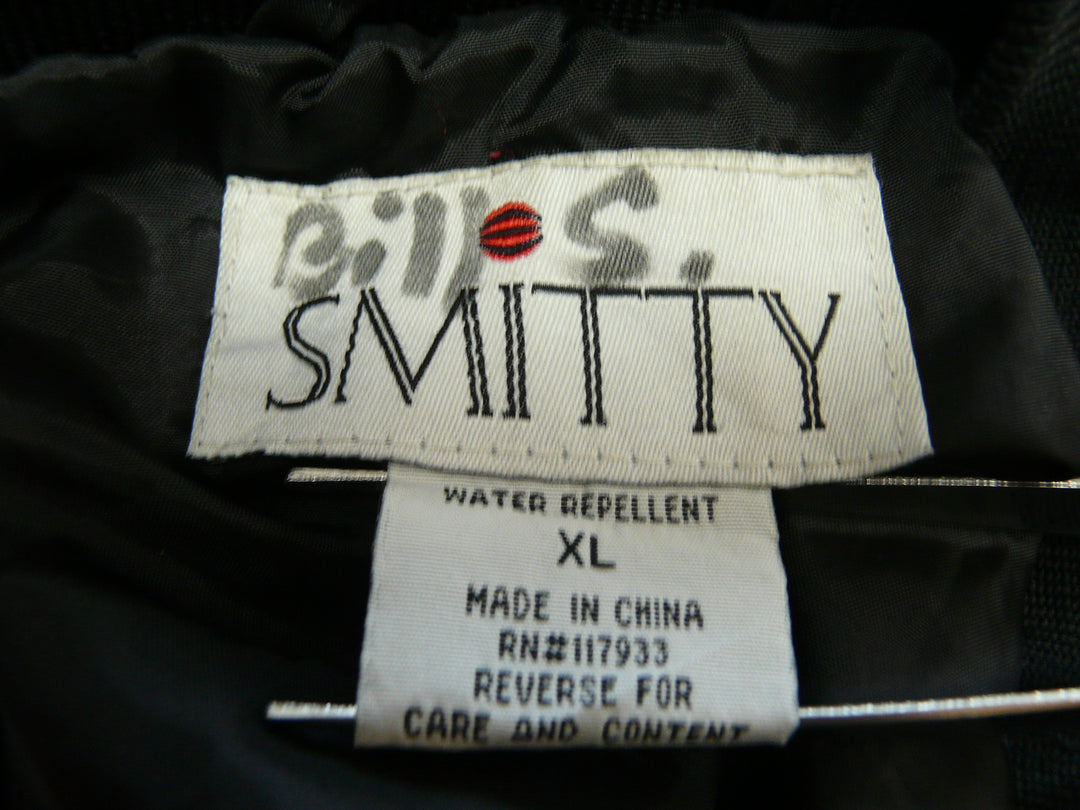 Bill S.
SMITTY
WATER REPELLENT
XL
MADE IN CHINA
RN#117933
REVERSE FOR
CARE AND CONTENT